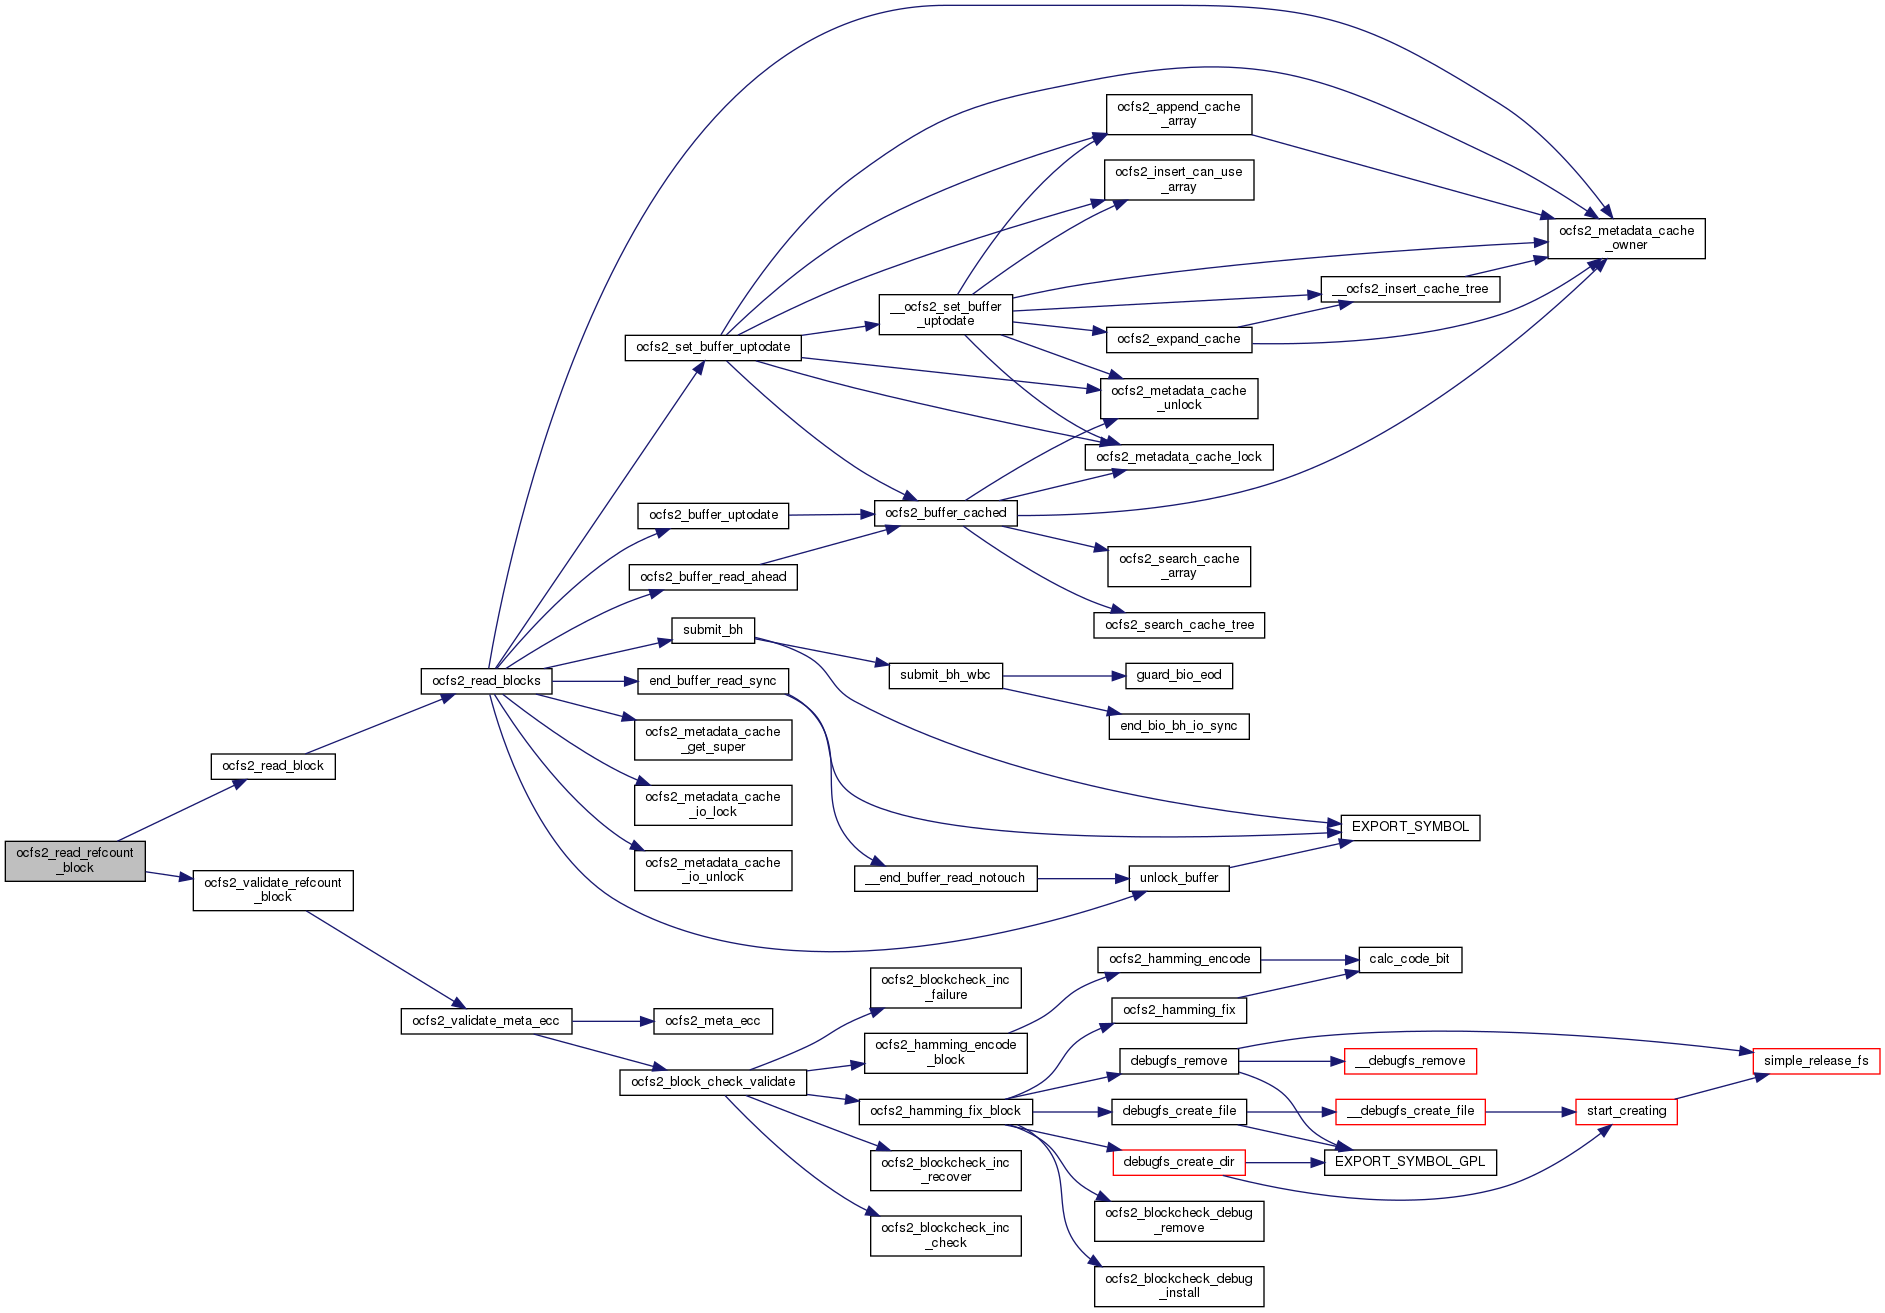 ocfs2_read_refcount
_block
ocfs2_read_block
ocfs2_validate_refcount
_block
ocfs2_read_blocks
ocfs2_validate_meta_ecc
ocfs2_set_buffer_uptodate
ocfs2_buffer_uptodate
ocfs2_buffer_read_ahead
submit_bh
end_buffer_read_sync
ocfs2_metadata_cache
_get_super
ocfs2_metadata_cache
_io_lock
ocfs2_metadata_cache
_io_unlock
ocfs2_meta_ecc
ocfs2_block_check_validate
__ocfs2_set_buffer
_uptodate
ocfs2_buffer_cached
submit_bh_wbc
__end_buffer_read_notouch
ocfs2_blockcheck_inc
_failure
ocfs2_hamming_encode
_block
ocfs2_hamming_fix_block
ocfs2_blockcheck_inc
_recover
ocfs2_blockcheck_inc
_check
ocfs2_append_cache
_array
ocfs2_insert_can_use
_array
ocfs2_expand_cache
ocfs2_metadata_cache
_unlock
ocfs2_metadata_cache_lock
ocfs2_search_cache
_array
ocfs2_search_cache_tree
guard_bio_eod
end_bio_bh_io_sync
unlock_buffer
ocfs2_hamming_encode
ocfs2_hamming_fix
debugfs_remove
debugfs_create_file
debugfs_create_dir
ocfs2_blockcheck_debug
_remove
ocfs2_blockcheck_debug
_install
__ocfs2_insert_cache_tree
EXPORT_SYMBOL
calc_code_bit
__debugfs_remove
__debugfs_create_file
EXPORT_SYMBOL_GPL
ocfs2_metadata_cache
_owner
start_creating
simple_release_fs